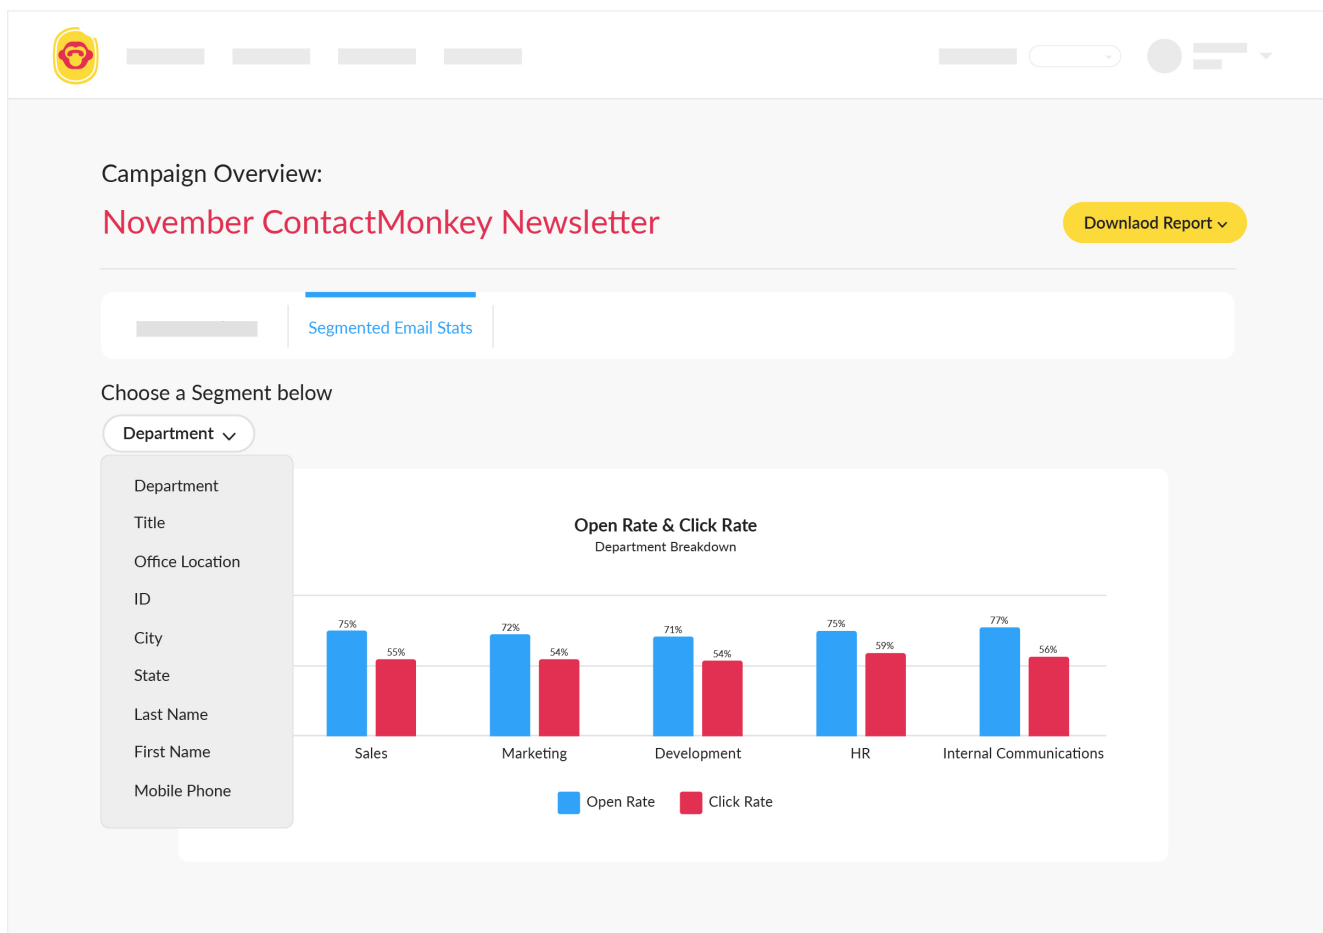 Campaign Overview:
November ContactMonkey Newsletter
Downlaod Report
Segmented Email Stats
Choose a Segment below
Department
Department
Title
Office Location
ID
City
State
Last Name
First Name
Mobile Phone
Open Rate & Click Rate
Department Breakdown
75% 55% 72% 54% 71% 54% 75% 59% 77% 56%
Sales Marketing Development HR Internal Communications
Open Rate Click Rate